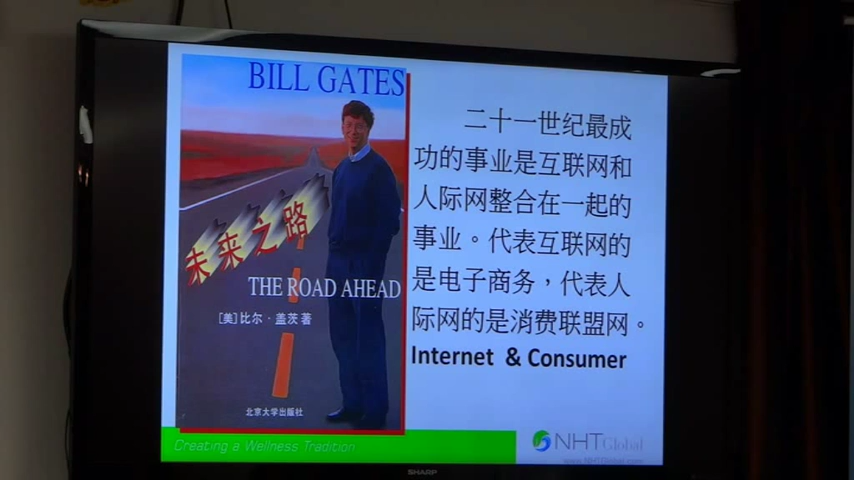 BILL GATES
未来之路
THE ROAD AHEAD
[美]比尔·盖茨著
北京大学出版社
二十一世纪最成
功的事业是互联网和
人际网整合在一起的
事业。代表互联网的
是电子商务，代表人
际网的是消费联盟网。
Internet & Consumer
Creating a Wellness Tradition
NHT Global
www.NHTGlobal.com
SHARP